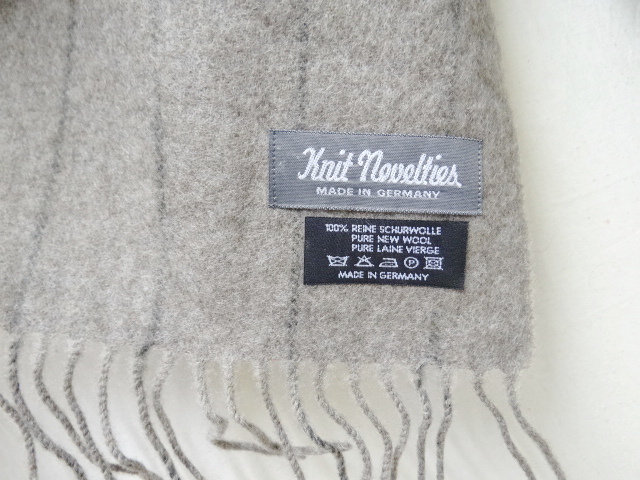 Knit Novelties
MADE IN GERMANY
100% REINE SCHURWOLLE
PURE NEW WOOL
PURE LAINE VIERGE
P
MADE IN GERMANY